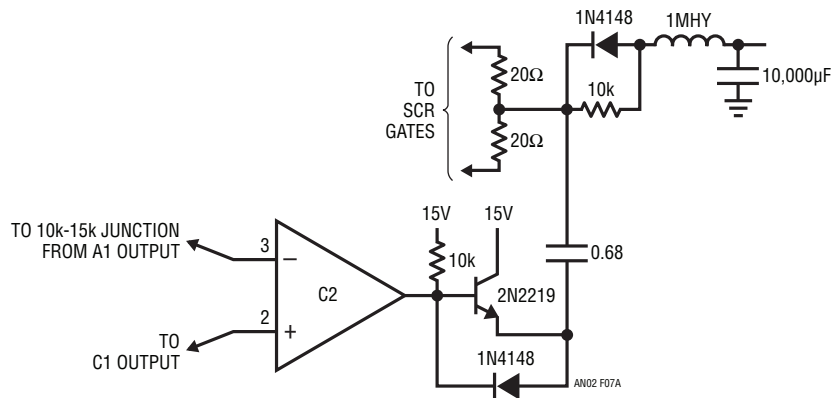 1N4148
1MHY
10,000µF
20Ω
10k
TO
SCR
GATES
20Ω
TO 10k-15k JUNCTION
FROM A1 OUTPUT
15V
15V
3
−
10k
0.68
C2
2N2219
2
+
TO
C1 OUTPUT
1N4148
AN02 F07A